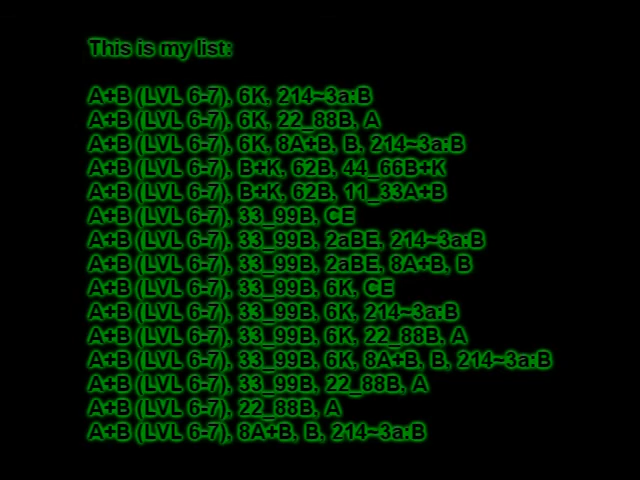 This is my list:
A+B (LVL 6-7), 6K, 214~3a:B
A+B (LVL 6-7), 6K, 22_88B, A
A+B (LVL 6-7), 6K, 8A+B, B, 214~3a:B
A+B (LVL 6-7), B+K, 62B, 44_66B+K
A+B (LVL 6-7), B+K, 62B, 11_33A+B
A+B (LVL 6-7), 33_99B, CE
A+B (LVL 6-7), 33_99B, 2aBE, 214~3a:B
A+B (LVL 6-7), 33_99B, 2aBE, 8A+B, B
A+B (LVL 6-7), 33_99B, 6K, CE
A+B (LVL 6-7), 33_99B, 6K, 214~3a:B
A+B (LVL 6-7), 33_99B, 6K, 22_88B, A
A+B (LVL 6-7), 33_99B, 6K, 8A+B, B, 214~3a:B
A+B (LVL 6-7), 33_99B, 22_88B, A
A+B (LVL 6-7), 22_88B, A
A+B (LVL 6-7), 8A+B, B, 214~3a:B